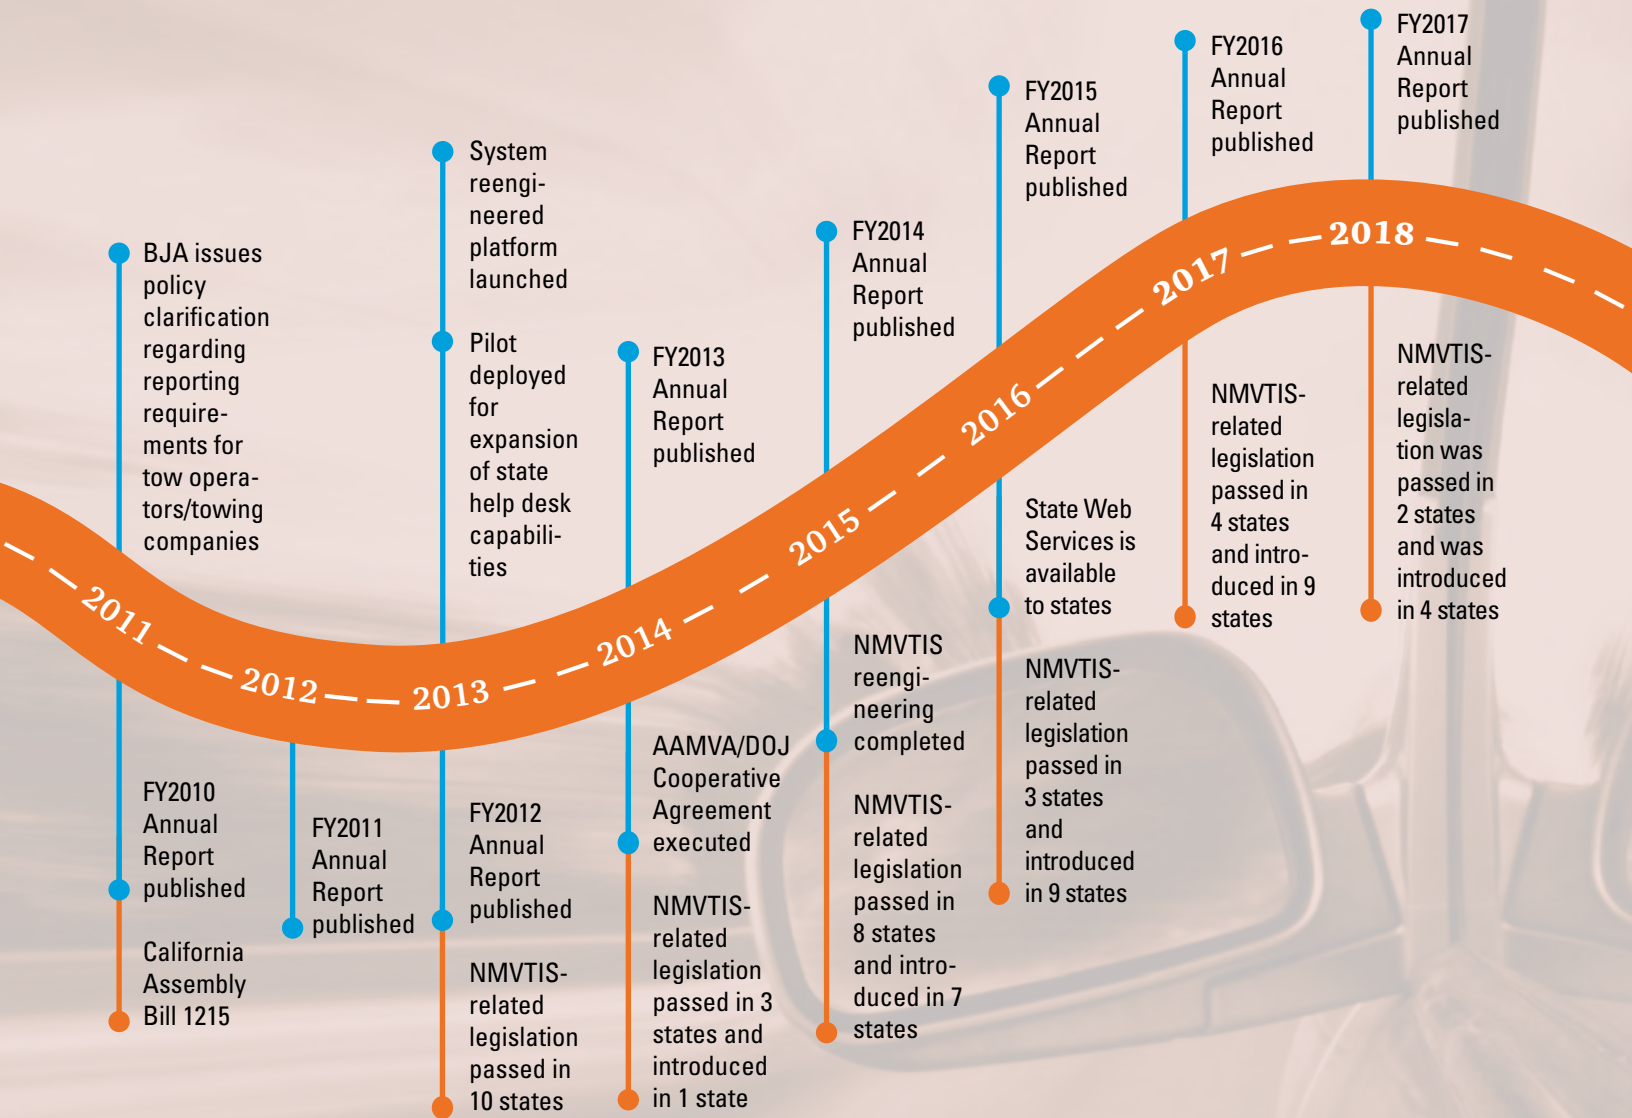 BJA issues
policy
clarification
regarding
reporting
require-
ments for
tow opera-
tors/towing
companies
2011
FY2010
Annual
Report
published
California
Assembly
Bill 1215
2012
FY2011
Annual
Report
published
System
reengi-
neered
platform
launched
Pilot
deployed
for
expansion
of state
help desk
capabili-
ties
2013
FY2012
Annual
Report
published
NMVTIS-
related
legislation
passed in
10 states
FY2013
Annual
Report
published
2014
AAMVA/DOJ
Cooperative
Agreement
executed
NMVTIS-
related
legislation
passed in 3
states and
introduced
in 1 state
FY2014
Annual
Report
published
2015
NMVTIS
reengi-
neering
completed
NMVTIS-
related
legislation
passed in
8 states
and intro-
duced in 7
states
FY2015
Annual
Report
published
2016
State Web
Services is
available
to states
NMVTIS-
related
legislation
passed in
3 states
and
introduced
in 9 states
FY2016
Annual
Report
published
2017
NMVTIS-
related
legislation
passed in
4 states
and intro-
duced in 9
states
FY2017
Annual
Report
published
2018
NMVTIS-
related
legisla-
tion was
passed in
2 states
and was
introduced
in 4 states